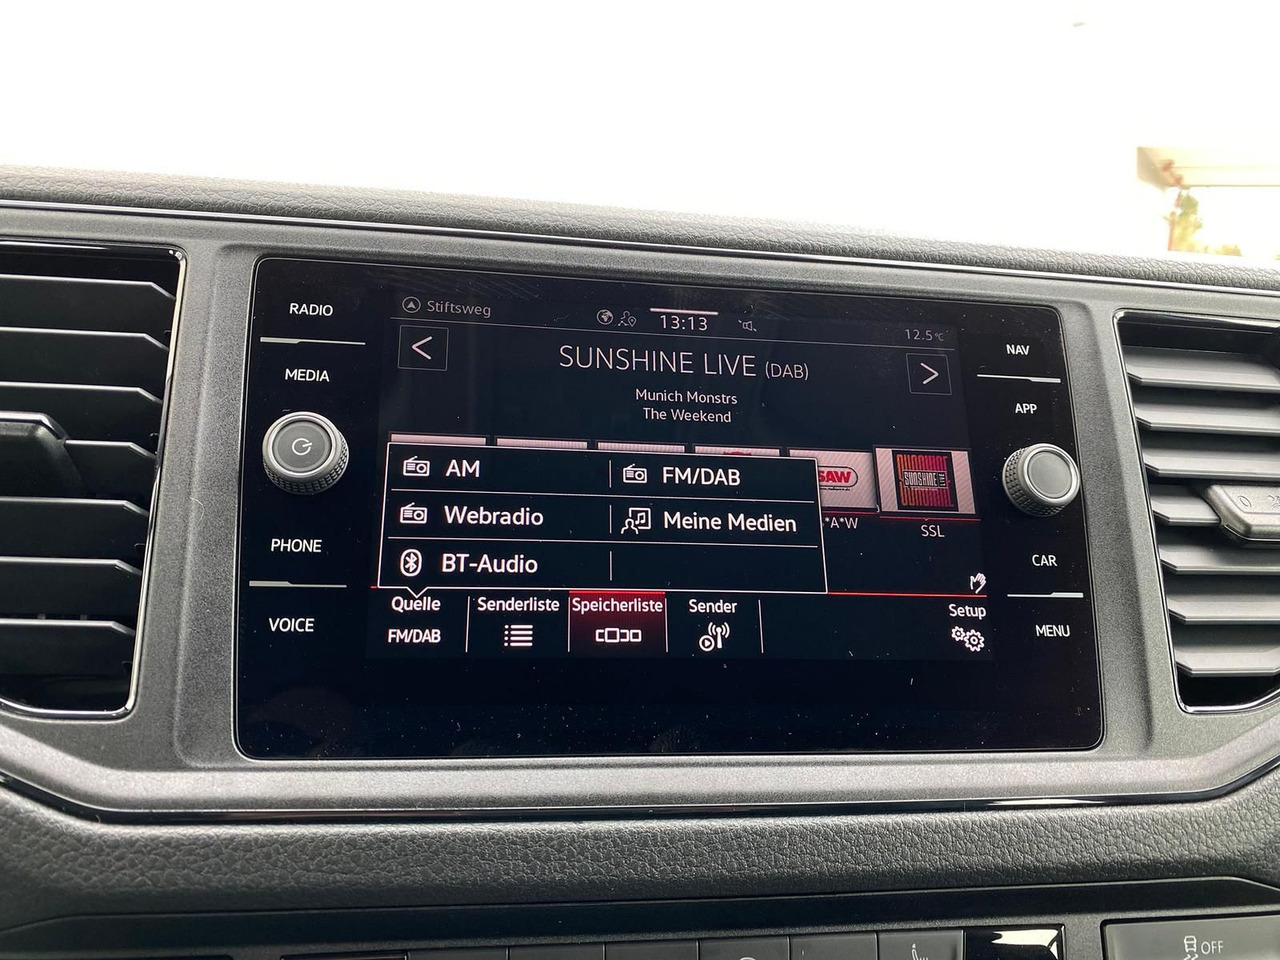 RADIO
MEDIA
PHONE
VOICE
Stiftsweg
13:13
12.5°C
SUNSHINE LIVE (DAB)
Munich Monstrs
The Weekend
AM
FM/DAB
Webradio
Meine Medien
BT-Audio
SAW
*A*W
SUNSHINE LIVE
SSL
Quelle
FM/DAB
Senderliste
Speicherliste
Sender
Setup
NAV
APP
CAR
MENU
OFF